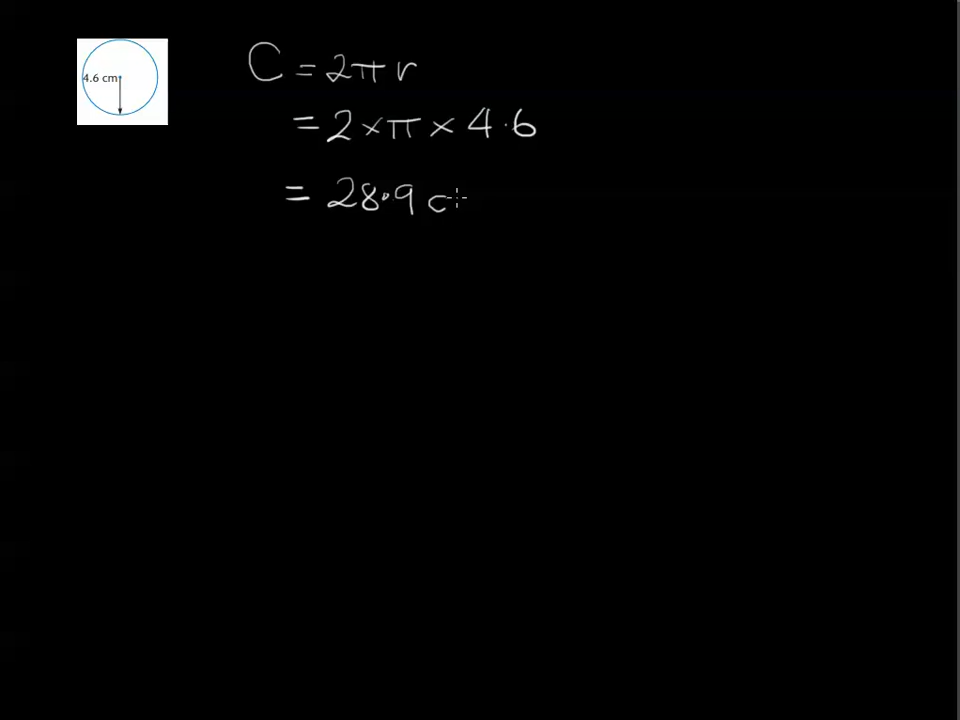 4.6 cm
C = 2πr
= 2 × π × 4.6
= 28.9 c